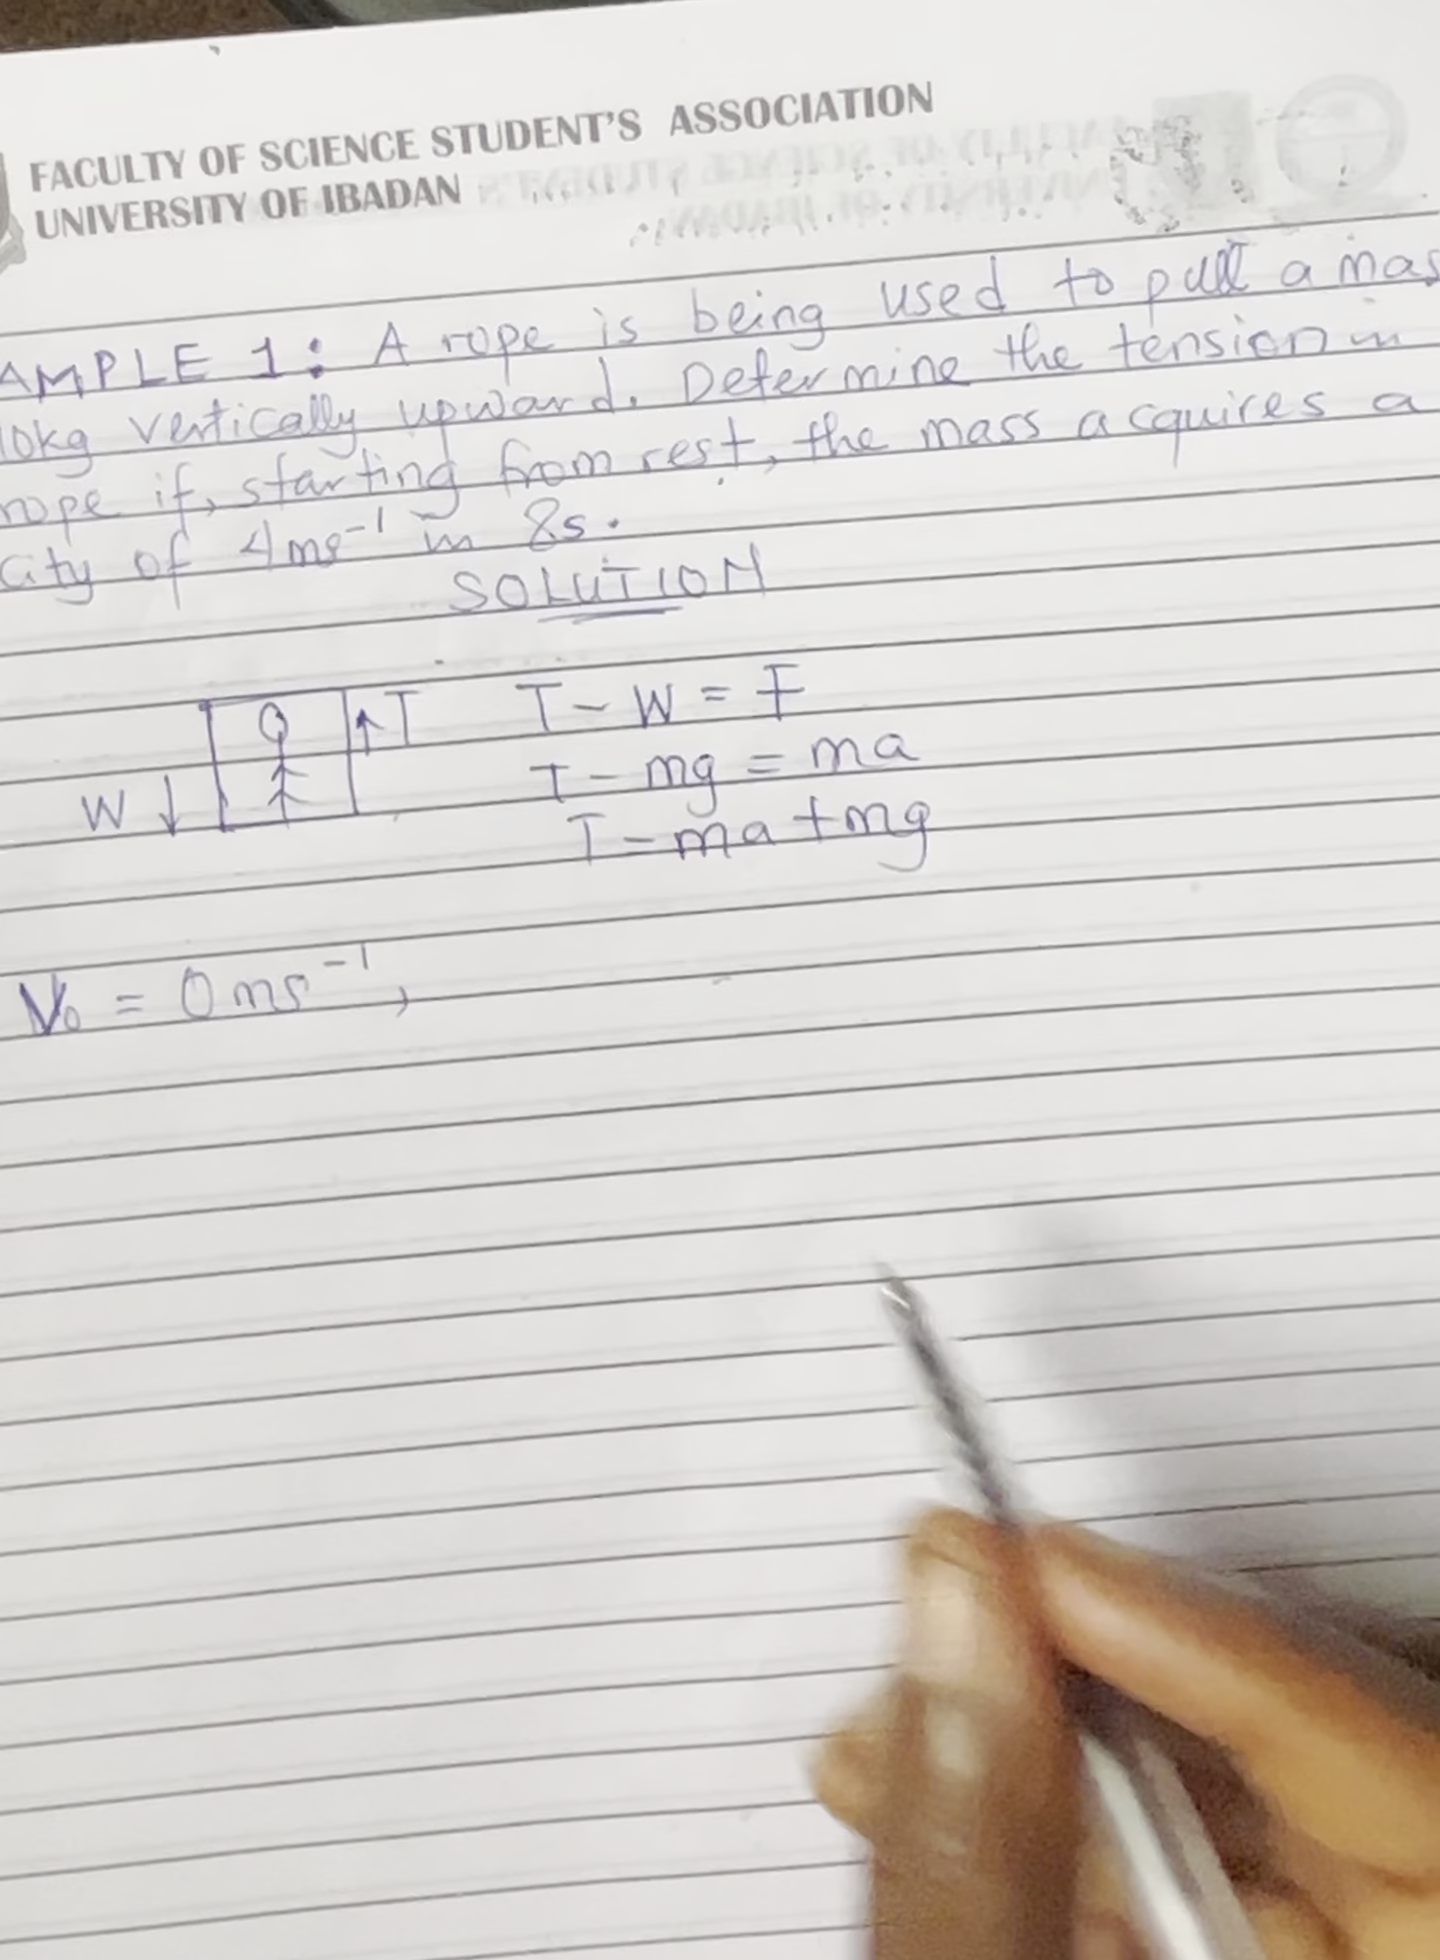 FACULTY OF SCIENCE STUDENT'S ASSOCIATION
UNIVERSITY OF IBADAN
AMPLE 1: A rope is being used to pull a mas
10kg vertically upward. Determine the tension in
rope if, starting from rest, the mass acquires a
city of 4ms⁻¹ in 8s.
SOLUTION
T - W = F
↑T
T - mg = ma
W↓
T - ma + mg
V₀ = 0ms⁻¹,